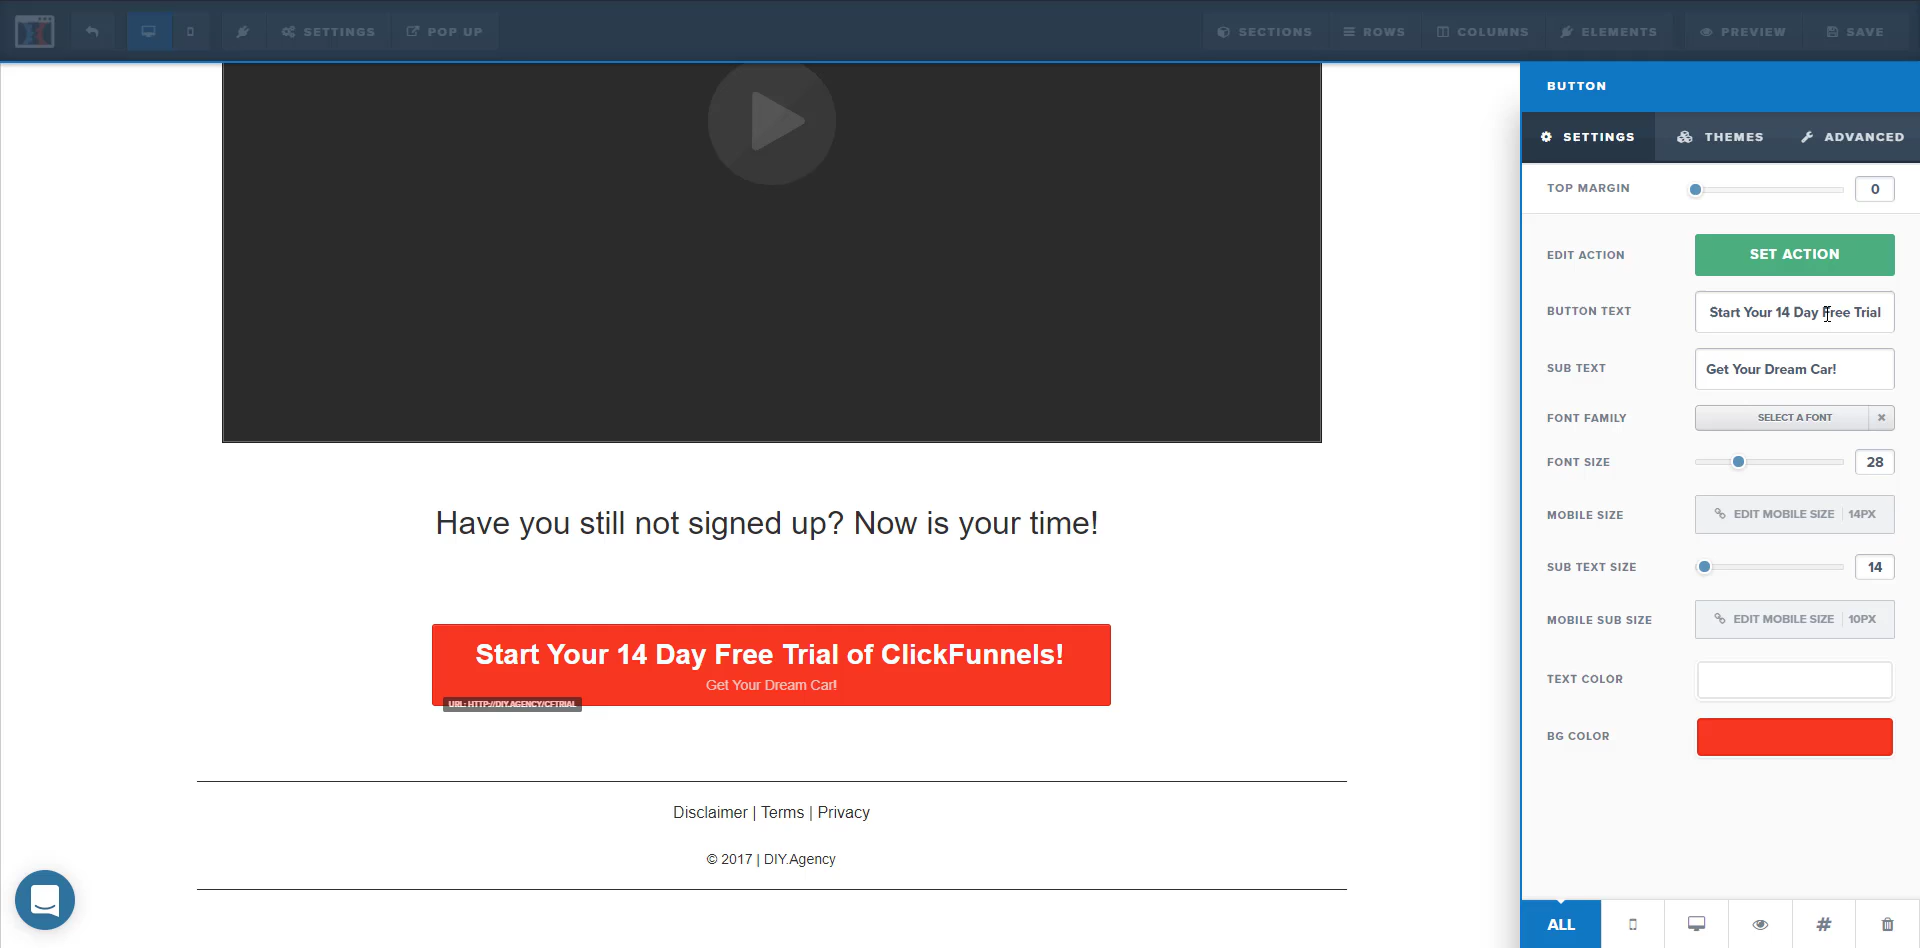 SETTINGS
POP UP
SECTIONS
ROWS
COLUMNS
ELEMENTS
PREVIEW
SAVE
BUTTON
SETTINGS
THEMES
ADVANCED
TOP MARGIN
0
EDIT ACTION
SET ACTION
BUTTON TEXT
Start Your 14 Day Free Trial
SUB TEXT
Get Your Dream Car!
FONT FAMILY
SELECT A FONT
FONT SIZE
28
MOBILE SIZE
EDIT MOBILE SIZE
14PX
SUB TEXT SIZE
14
MOBILE SUB SIZE
EDIT MOBILE SIZE
10PX
TEXT COLOR
BG COLOR
ALL
#
Have you still not signed up? Now is your time!
Start Your 14 Day Free Trial of ClickFunnels!
Get Your Dream Car!
URL: HTTP://DIY.AGENCY/CFTRIAL
Disclaimer | Terms | Privacy
© 2017 | DIY.Agency